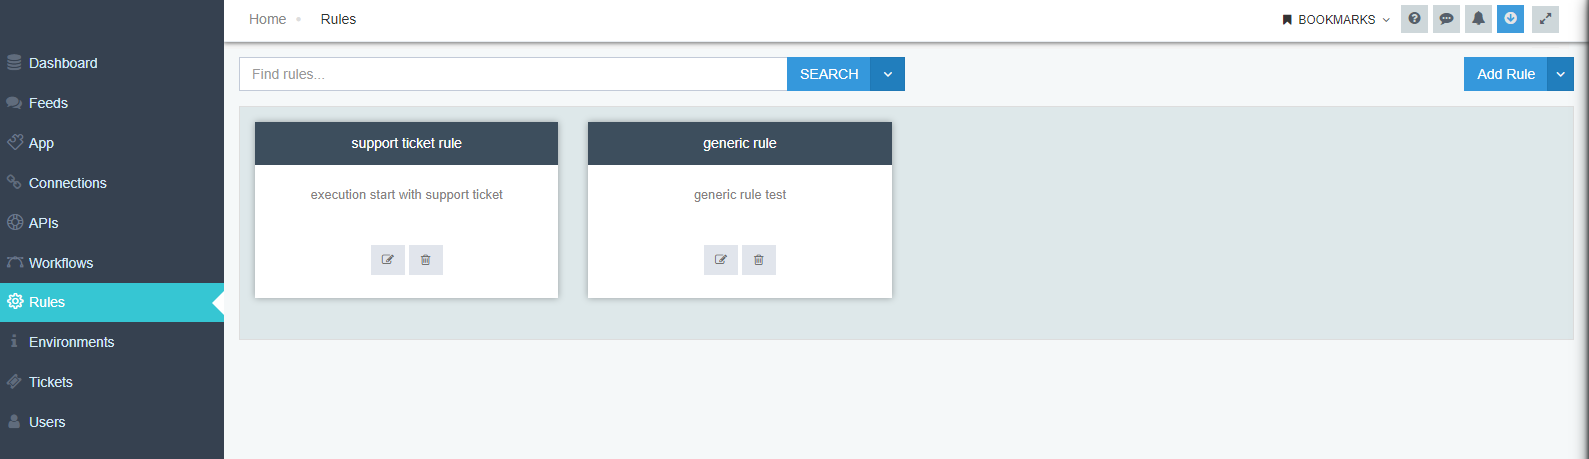 Home Rules BOOKMARKS
Dashboard
Feeds
App
Connections
APIs
Workflows
Rules
Environments
Tickets
Users
Find rules... SEARCH Add Rule
support ticket rule
execution start with support ticket
generic rule
generic rule test